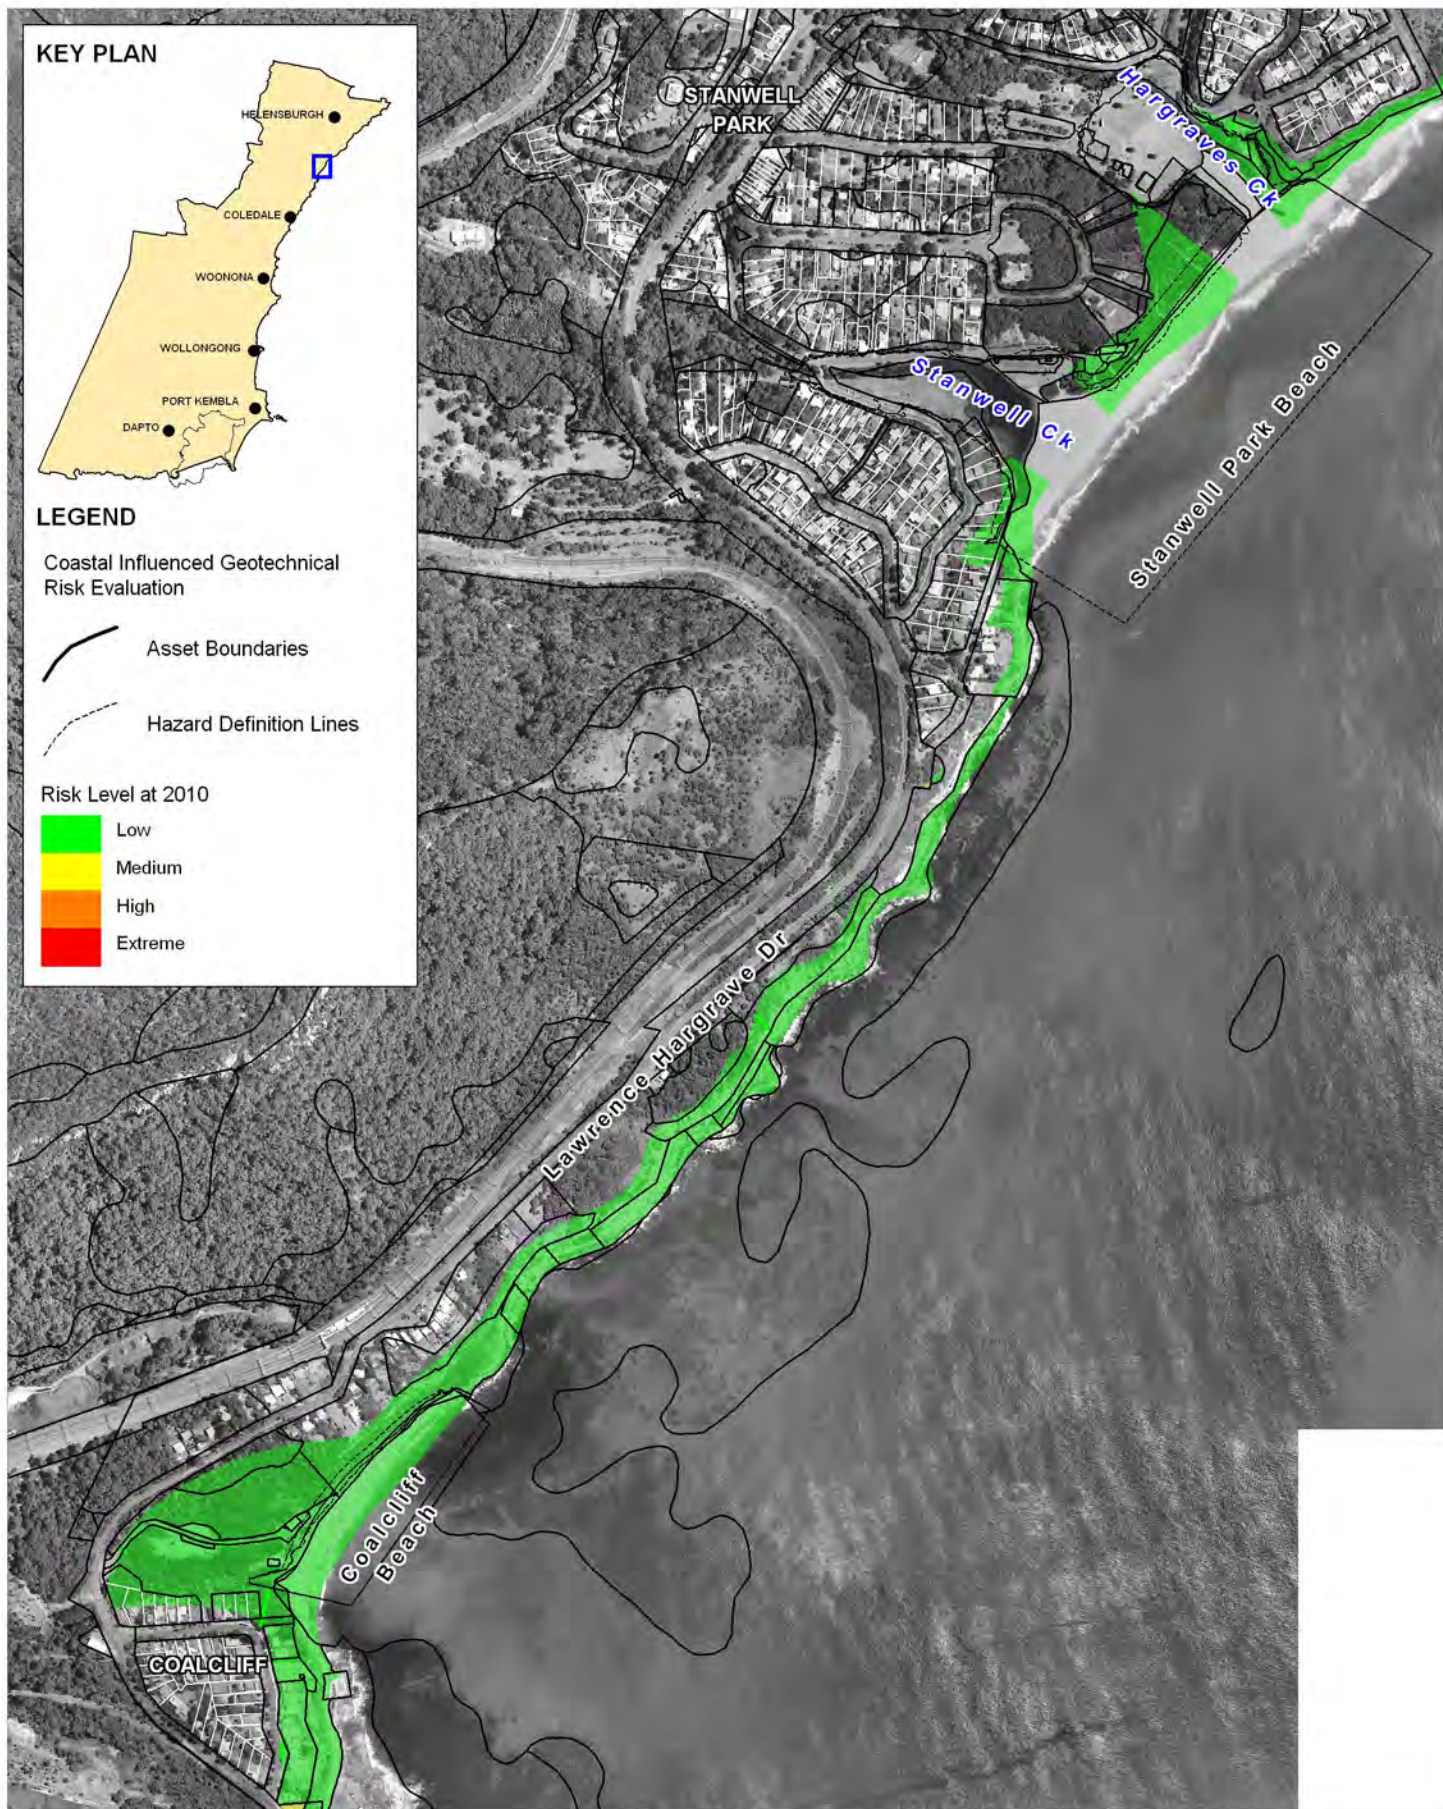 KEY PLAN
HELENSBURGH
COLEDALE
WOONONA
WOLLONGONG
PORT KEMBLA
DAPTO
LEGEND
Coastal Influenced Geotechnical
Risk Evaluation
Asset Boundaries
Hazard Definition Lines
Risk Level at 2010
Low
Medium
High
Extreme
STANWELL
PARK
Hargraves Ck
Stanwell Ck
Stanwell Park Beach
Lawrence Hargrave Dr
Coalcliff
Beach
COALCLIFF